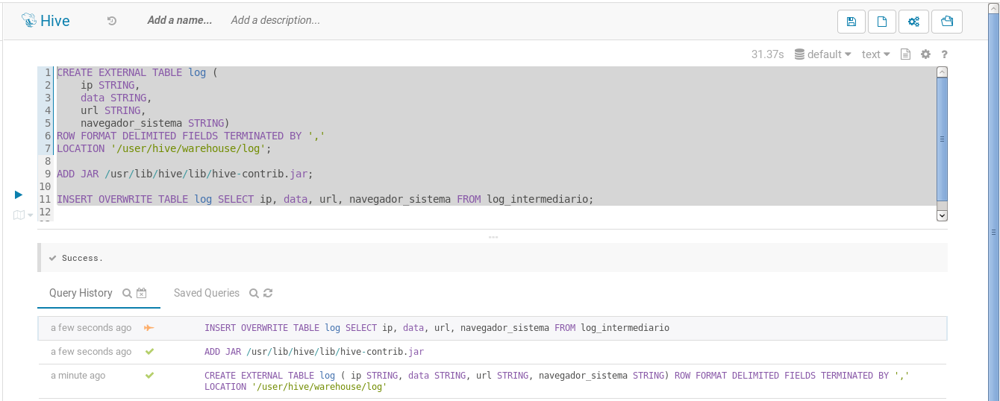 Hive Add a name... Add a description...
31.37s default text ?
1 CREATE EXTERNAL TABLE log (
2 ip STRING,
3 data STRING,
4 url STRING,
5 navegador_sistema STRING)
6 ROW FORMAT DELIMITED FIELDS TERMINATED BY ','
7 LOCATION '/user/hive/warehouse/log';
8
9 ADD JAR /usr/lib/hive/lib/hive-contrib.jar;
10
11 INSERT OVERWRITE TABLE log SELECT ip, data, url, navegador_sistema FROM log_intermediario;
12
Success.
Query History Saved Queries
a few seconds ago INSERT OVERWRITE TABLE log SELECT ip, data, url, navegador_sistema FROM log_intermediario
a few seconds ago ADD JAR /usr/lib/hive/lib/hive-contrib.jar
a minute ago CREATE EXTERNAL TABLE log ( ip STRING, data STRING, url STRING, navegador_sistema STRING) ROW FORMAT DELIMITED FIELDS TERMINATED BY ','
LOCATION '/user/hive/warehouse/log'